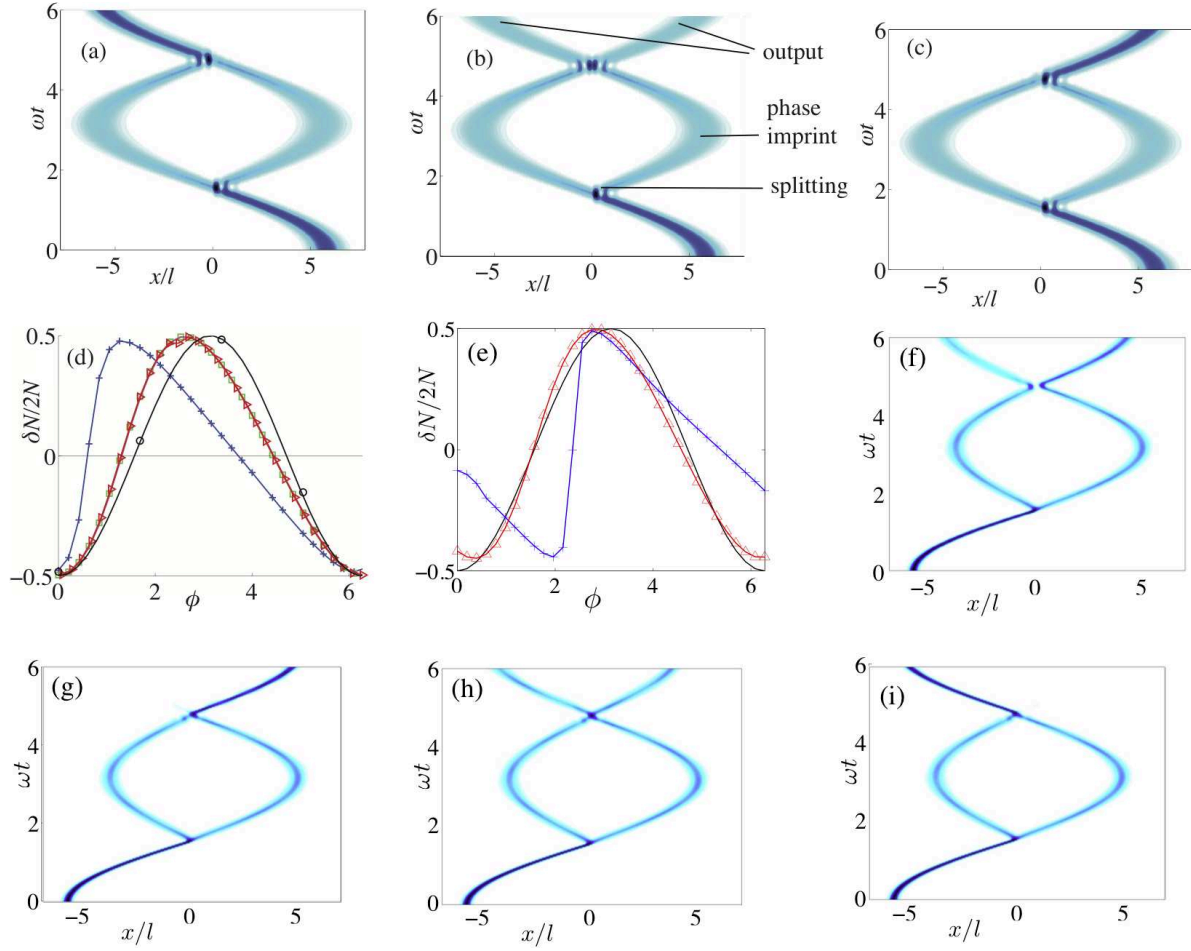 (a)
6
4
2
0
ωt
−5 0 5
x/l
(b)
6
4
2
0
ωt
−5 0 5
x/l
output
phase
imprint
splitting
(c)
6
4
2
0
ωt
−5 0 5
x/l
(d)
0.5
0
−0.5
δN/2N
0 2 4 6
ϕ
(e)
0.5
0
−0.5
δN/2N
0 2 4 6
ϕ
(f)
6
4
2
0
ωt
−5 0 5
x/l
(g)
6
4
2
0
ωt
−5 0 5
x/l
(h)
6
4
2
0
ωt
−5 0 5
x/l
(i)
6
4
2
0
ωt
−5 0 5
x/l